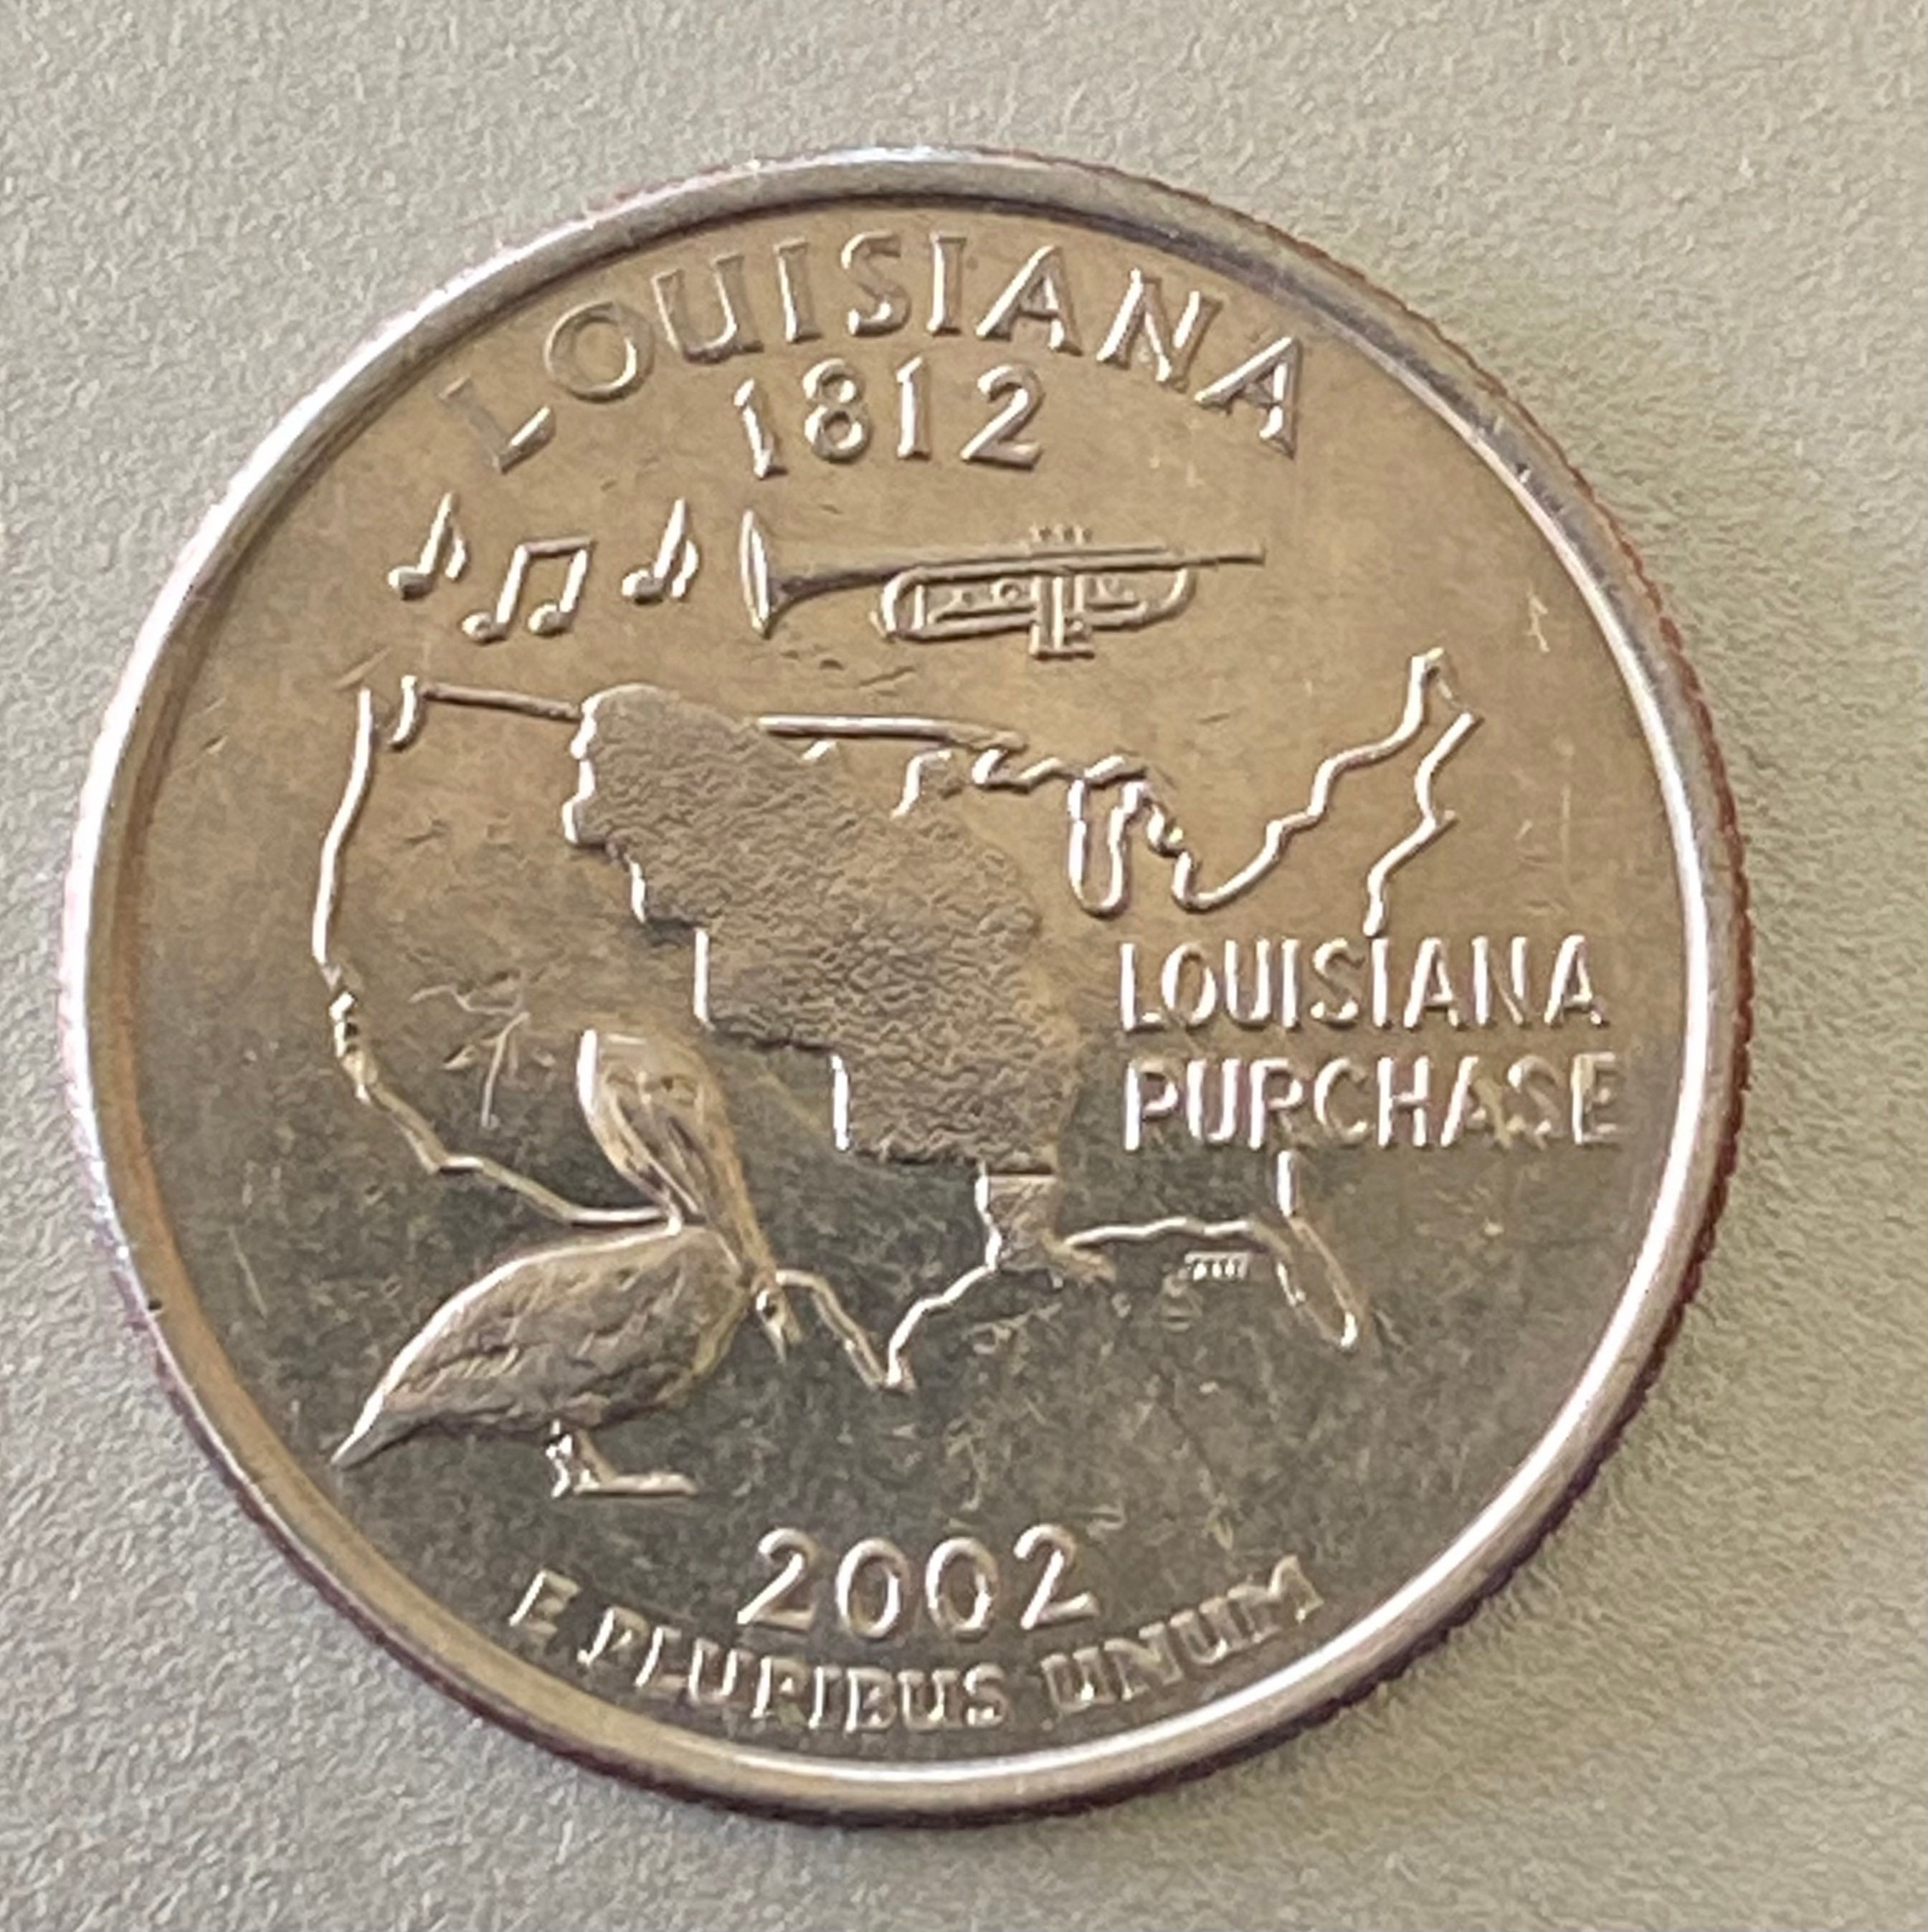 LOUISIANA
1812
LOUISIANA
PURCHASE
2002
E PLURIBUS UNUM